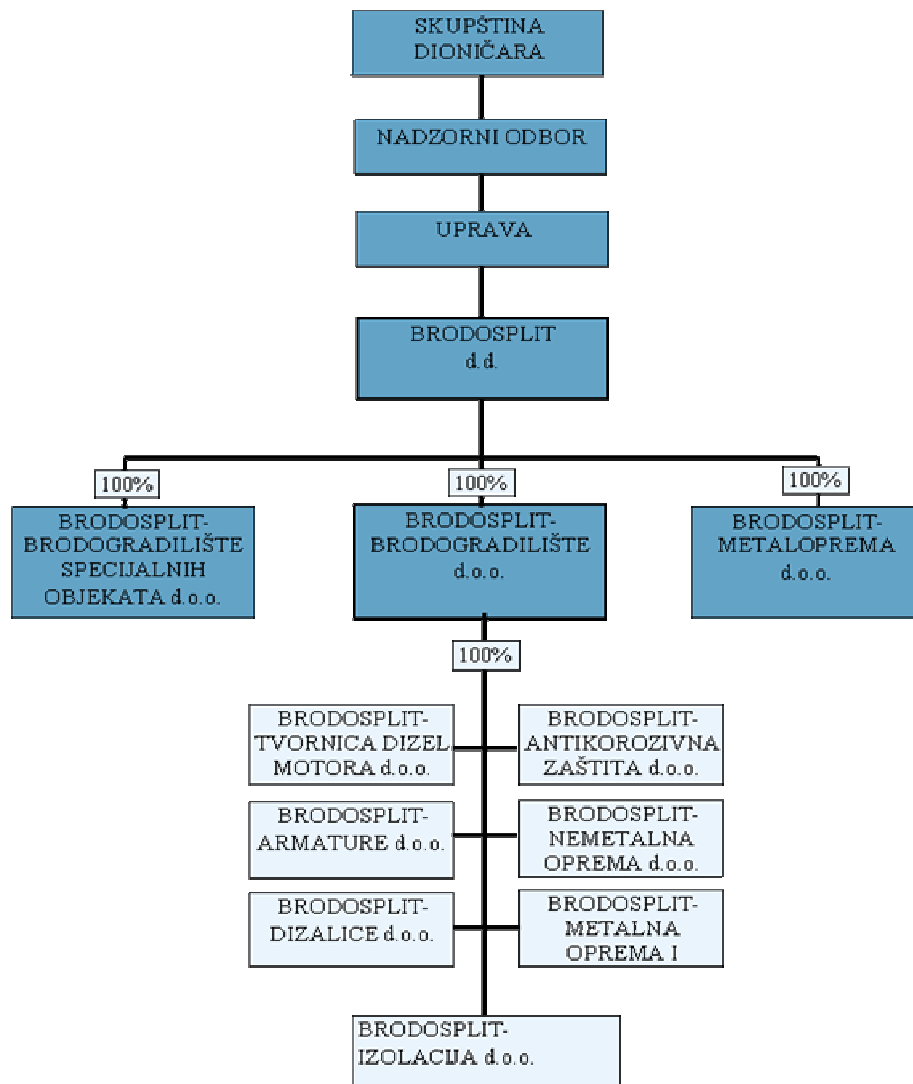 SKUPŠTINA
DIONIČARA
NADZORNI ODBOR
UPRAVA
BRODOSPLIT
d.d.
100%
100%
100%
BRODOSPLIT-
BRODOGRADILIŠTE
SPECIJALNIH
OBJEKATA d.o.o.
BRODOSPLIT-
BRODOGRADILIŠTE
d.o.o.
BRODOSPLIT-
METALOPREMA
d.o.o.
100%
BRODOSPLIT-
TVORNICA DIZEL
MOTORA d.o.o.
BRODOSPLIT-
ANTIKOROZIVNA
ZAŠTITA d.o.o.
BRODOSPLIT-
ARMATURE d.o.o.
BRODOSPLIT-
NEMETALNA
OPREMA d.o.o.
BRODOSPLIT-
DIZALICE d.o.o.
BRODOSPLIT-
METALNA
OPREMA I
BRODOSPLIT-
IZOLACIJA d.o.o.